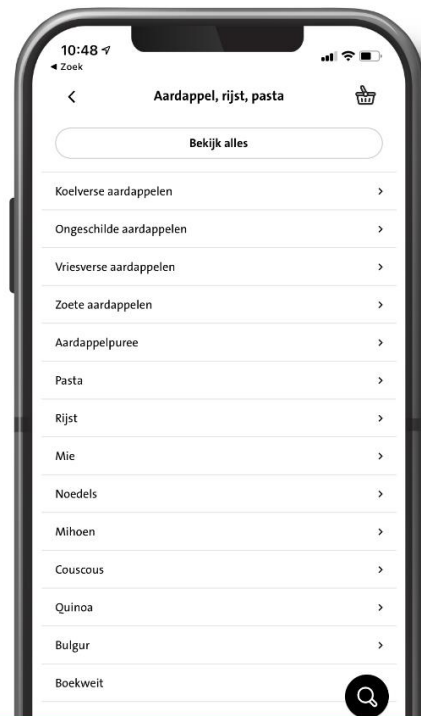 10:48
◀ Zoek
Aardappel, rijst, pasta
Bekijk alles
Koelverse aardappelen
Ongeschilde aardappelen
Vriesverse aardappelen
Zoete aardappelen
Aardappelpuree
Pasta
Rijst
Mie
Noedels
Mihoen
Couscous
Quinoa
Bulgur
Boekweit